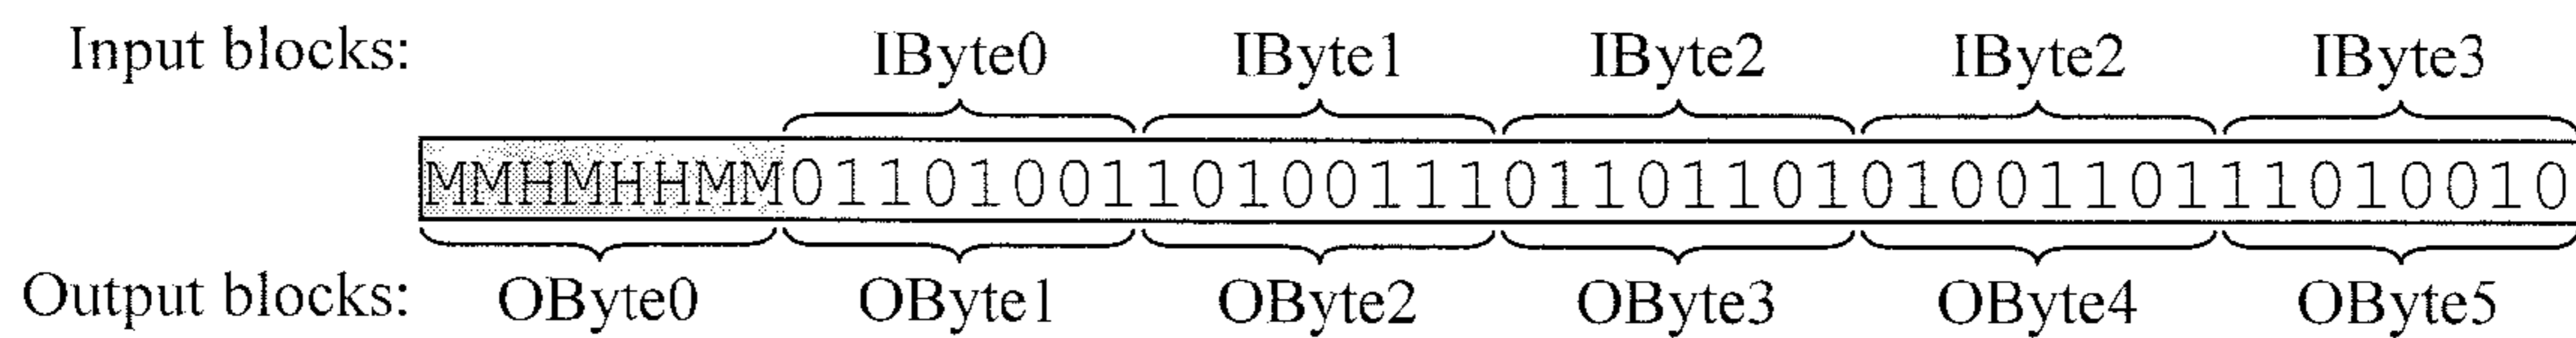 Input blocks: IByte0 IByte1 IByte2 IByte2 IByte3
MMHMHHMM0110100110100111011011010100110111010010
Output blocks: OByte0 OByte1 OByte2 OByte3 OByte4 OByte5